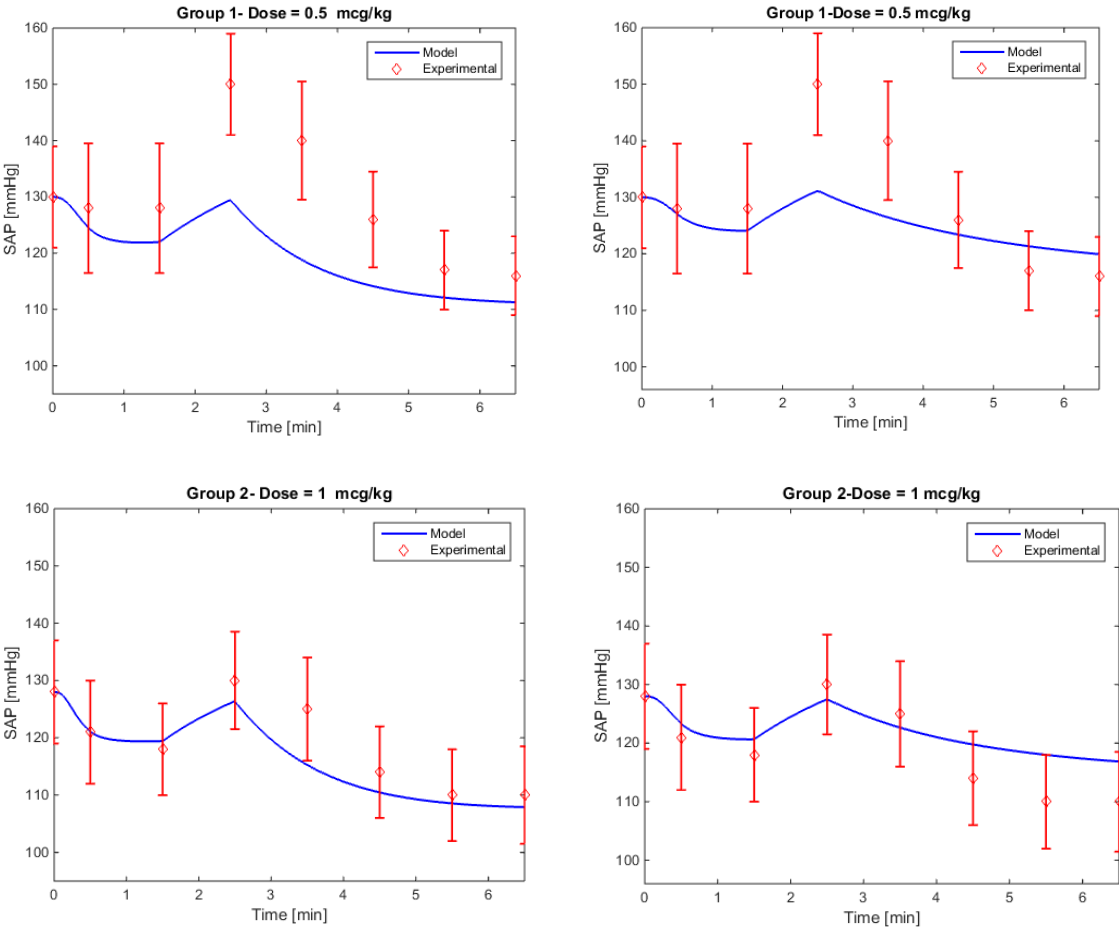 Group 1- Dose = 0.5 mcg/kg
160
150
140
130
120
110
100
SAP [mmHg]
Model
Experimental
0 1 2 3 4 5 6
Time [min]
Group 1-Dose = 0.5 mcg/kg
160
150
140
130
120
110
100
SAP [mmHg]
Model
Experimental
0 1 2 3 4 5 6
Time [min]
Group 2- Dose = 1 mcg/kg
160
150
140
130
120
110
100
SAP [mmHg]
Model
Experimental
0 1 2 3 4 5 6
Time [min]
Group 2-Dose = 1 mcg/kg
160
150
140
130
120
110
100
SAP [mmHg]
Model
Experimental
0 1 2 3 4 5 6
Time [min]